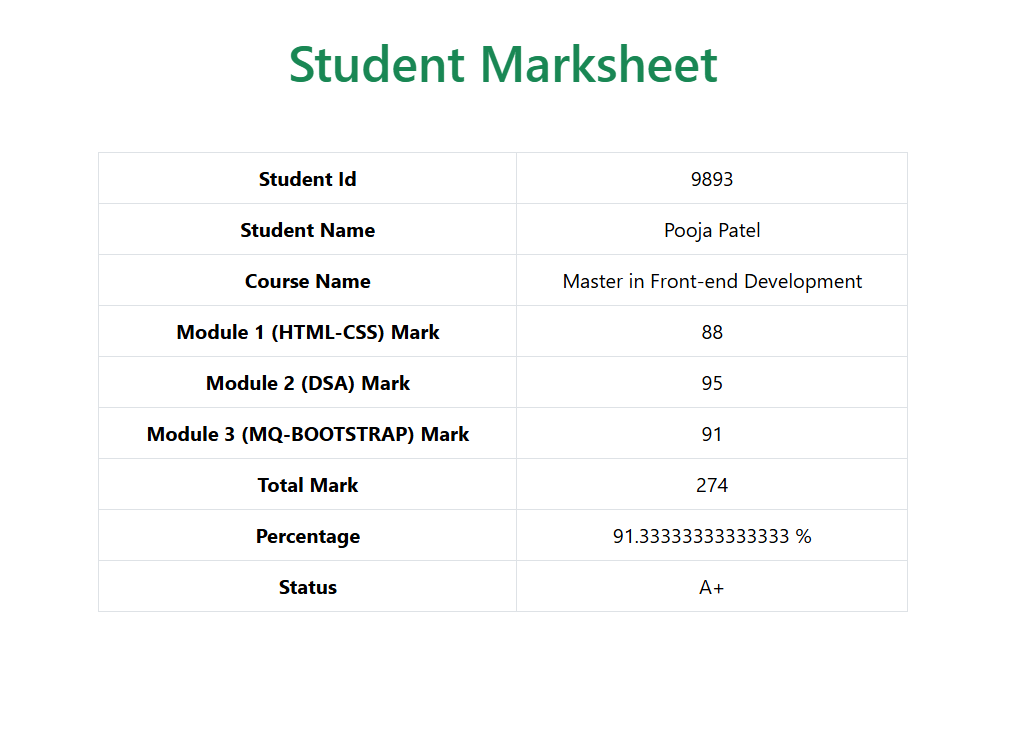 Student Marksheet
Student Id 9893
Student Name Pooja Patel
Course Name Master in Front-end Development
Module 1 (HTML-CSS) Mark 88
Module 2 (DSA) Mark 95
Module 3 (MQ-BOOTSTRAP) Mark 91
Total Mark 274
Percentage 91.33333333333333 %
Status A+